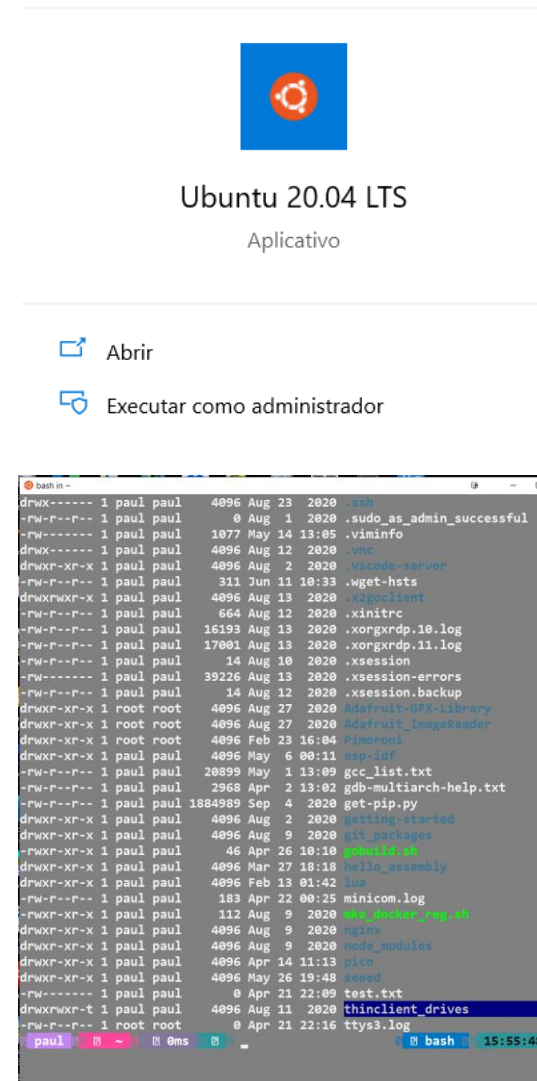 Ubuntu 20.04 LTS
Aplicativo
Abrir
Executar como administrador
bash in ~
drwx------ 1 paul paul 4096 Aug 23 2020 .ssh
-rw-r--r-- 1 paul paul 0 Aug 1 2020 .sudo_as_admin_successful
-rw------- 1 paul paul 1077 May 14 13:05 .viminfo
drwx------ 1 paul paul 4096 Aug 12 2020 .vnc
drwxr-xr-x 1 paul paul 4096 Aug 2 2020 .vscode-server
-rw-r--r-- 1 paul paul 311 Jun 11 10:33 .wget-hsts
drwxrwxr-x 1 paul paul 4096 Aug 13 2020 .x2goclient
-rw-r--r-- 1 paul paul 664 Aug 12 2020 .xinitrc
-rw-r--r-- 1 paul paul 16193 Aug 13 2020 .xorgxrdp.10.log
-rw-r--r-- 1 paul paul 17001 Aug 13 2020 .xorgxrdp.11.log
-rw-r--r-- 1 paul paul 14 Aug 10 2020 .xsession
-rw------- 1 paul paul 39226 Aug 13 2020 .xsession-errors
-rw-r--r-- 1 paul paul 14 Aug 12 2020 .xsession.backup
drwxr-xr-x 1 root root 4096 Aug 27 2020 Adafruit-GFX-Library
drwxr-xr-x 1 root root 4096 Aug 27 2020 Adafruit_ImageReader
drwxr-xr-x 1 root root 4096 Feb 23 16:04 Pimoroni
drwxr-xr-x 1 paul paul 4096 May 6 00:11 esp-idf
-rw-r--r-- 1 paul paul 20899 May 1 13:09 gcc_list.txt
-rw-r--r-- 1 paul paul 2968 Apr 2 13:02 gdb-multiarch-help.txt
-rw-r--r-- 1 paul paul 1884989 Sep 4 2020 get-pip.py
drwxr-xr-x 1 paul paul 4096 Aug 2 2020 getting-started
drwxr-xr-x 1 paul paul 4096 Aug 9 2020 git_packages
-rwxr-xr-x 1 paul paul 46 Apr 26 10:10 gobuild.sh
drwxr-xr-x 1 paul paul 4096 Mar 27 18:18 hello_assembly
drwxr-xr-x 1 paul paul 4096 Feb 13 01:42 lua
-rw-r--r-- 1 paul paul 183 Apr 22 00:25 minicom.log
-rwxr-xr-x 1 paul paul 112 Aug 9 2020 mke_docker_reg.sh
drwxr-xr-x 1 paul paul 4096 Aug 9 2020 nginx
drwxr-xr-x 1 paul paul 4096 Aug 9 2020 node_modules
drwxr-xr-x 1 paul paul 4096 Apr 14 11:13 pico
drwxr-xr-x 1 paul paul 4096 May 26 19:48 seeed
-rw------- 1 paul paul 0 Apr 21 22:09 test.txt
drwxrwxr-t 1 paul paul 4096 Aug 11 2020 thinclient_drives
-rw-r--r-- 1 root root 0 Apr 21 22:16 ttys3.log
paul ~ 0ms bash 15:55:48